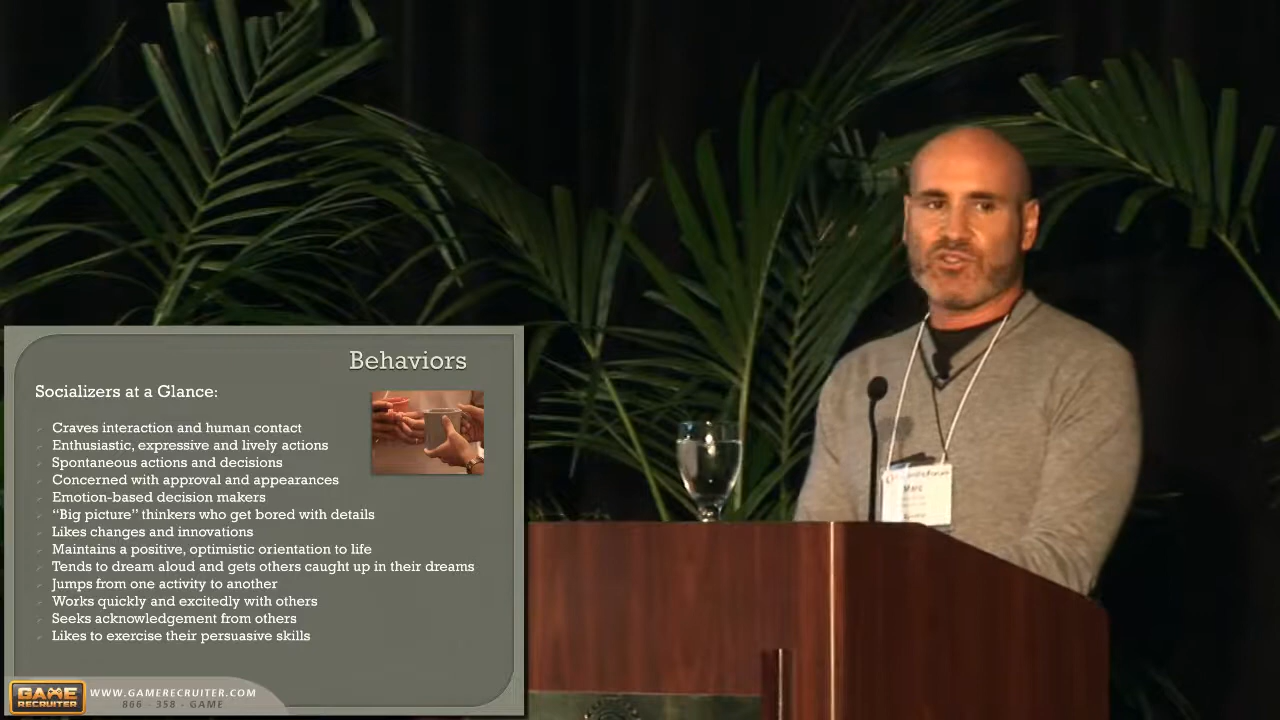 Behaviors
Socializers at a Glance:
Craves interaction and human contact
Enthusiastic, expressive and lively actions
Spontaneous actions and decisions
Concerned with approval and appearances
Emotion-based decision makers
“Big picture” thinkers who get bored with details
Likes changes and innovations
Maintains a positive, optimistic orientation to life
Tends to dream aloud and gets others caught up in their dreams
Jumps from one activity to another
Works quickly and excitedly with others
Seeks acknowledgement from others
Likes to exercise their persuasive skills
GAME
RECRUITER
WWW.GAMERECRUITER.COM
866 - 358 - GAME
Marc